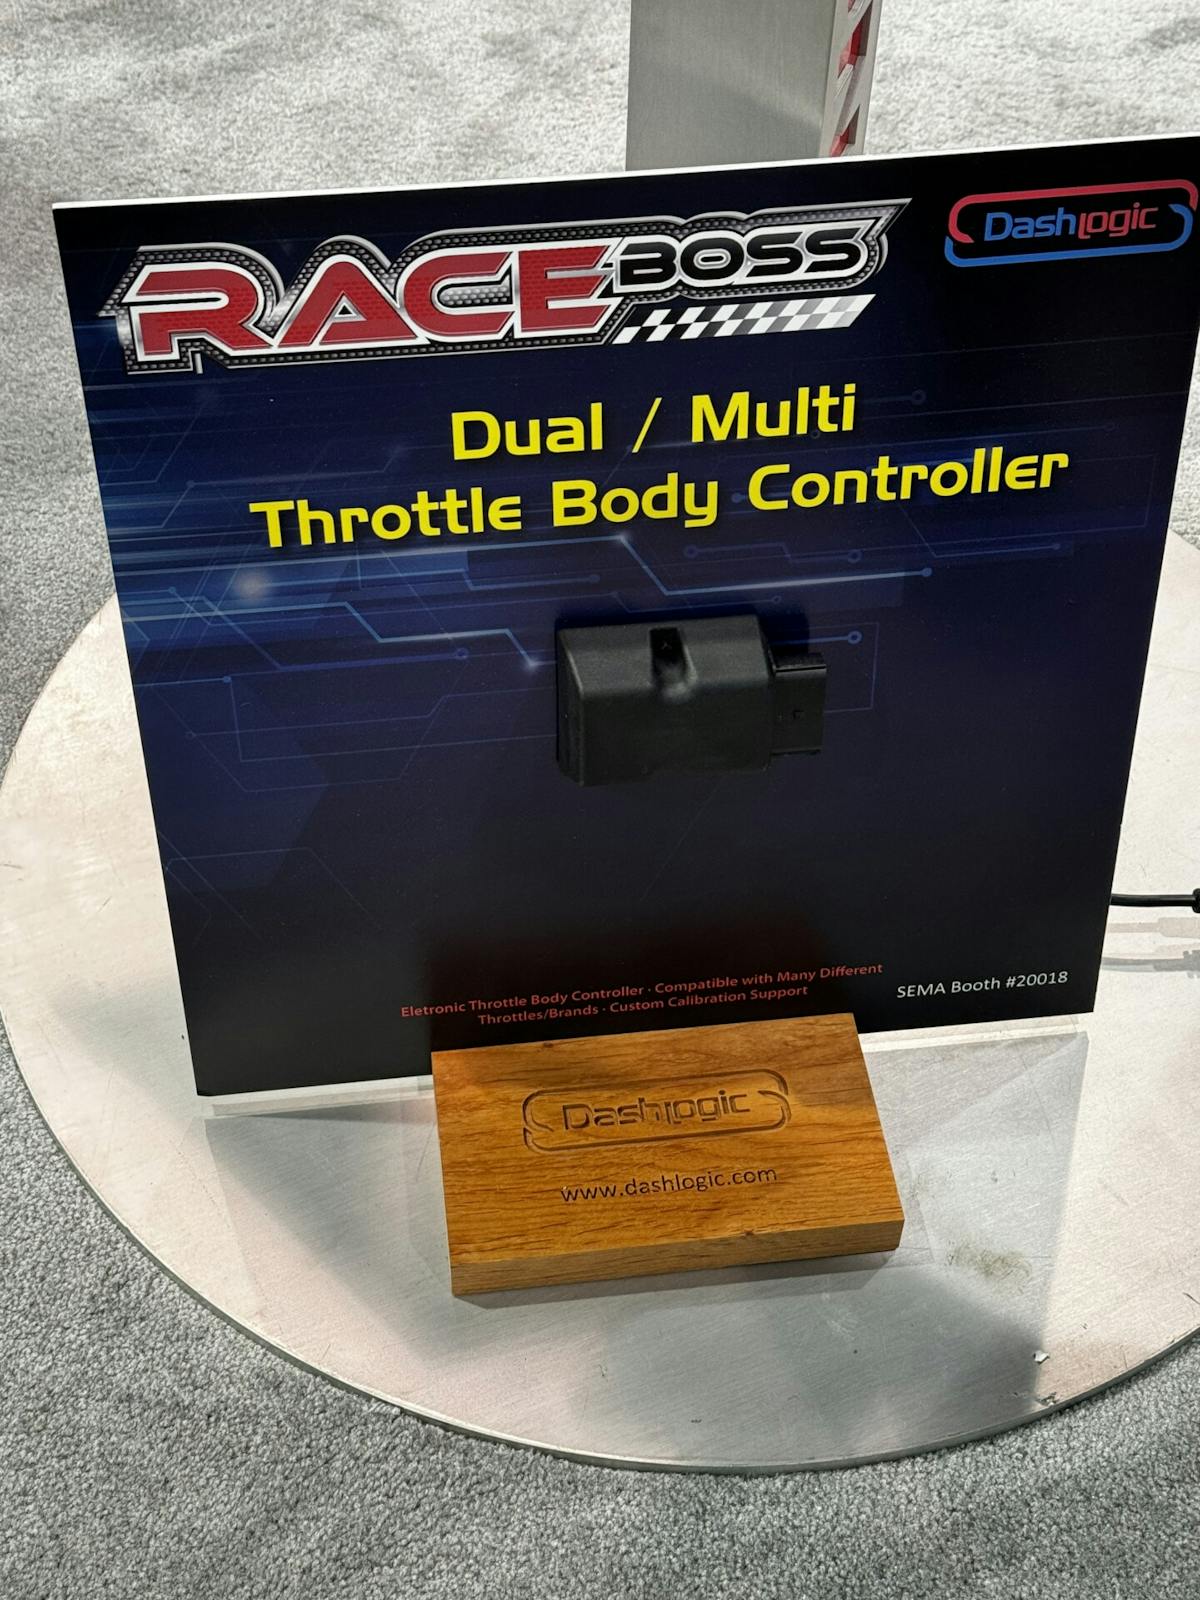 RACE BOSS
Dashlogic
Dual / Multi
Throttle Body Controller
Eletronic Throttle Body Controller · Compatible with Many Different
Throttles/Brands · Custom Calibration Support
SEMA Booth #20018
Dashlogic
www.dashlogic.com